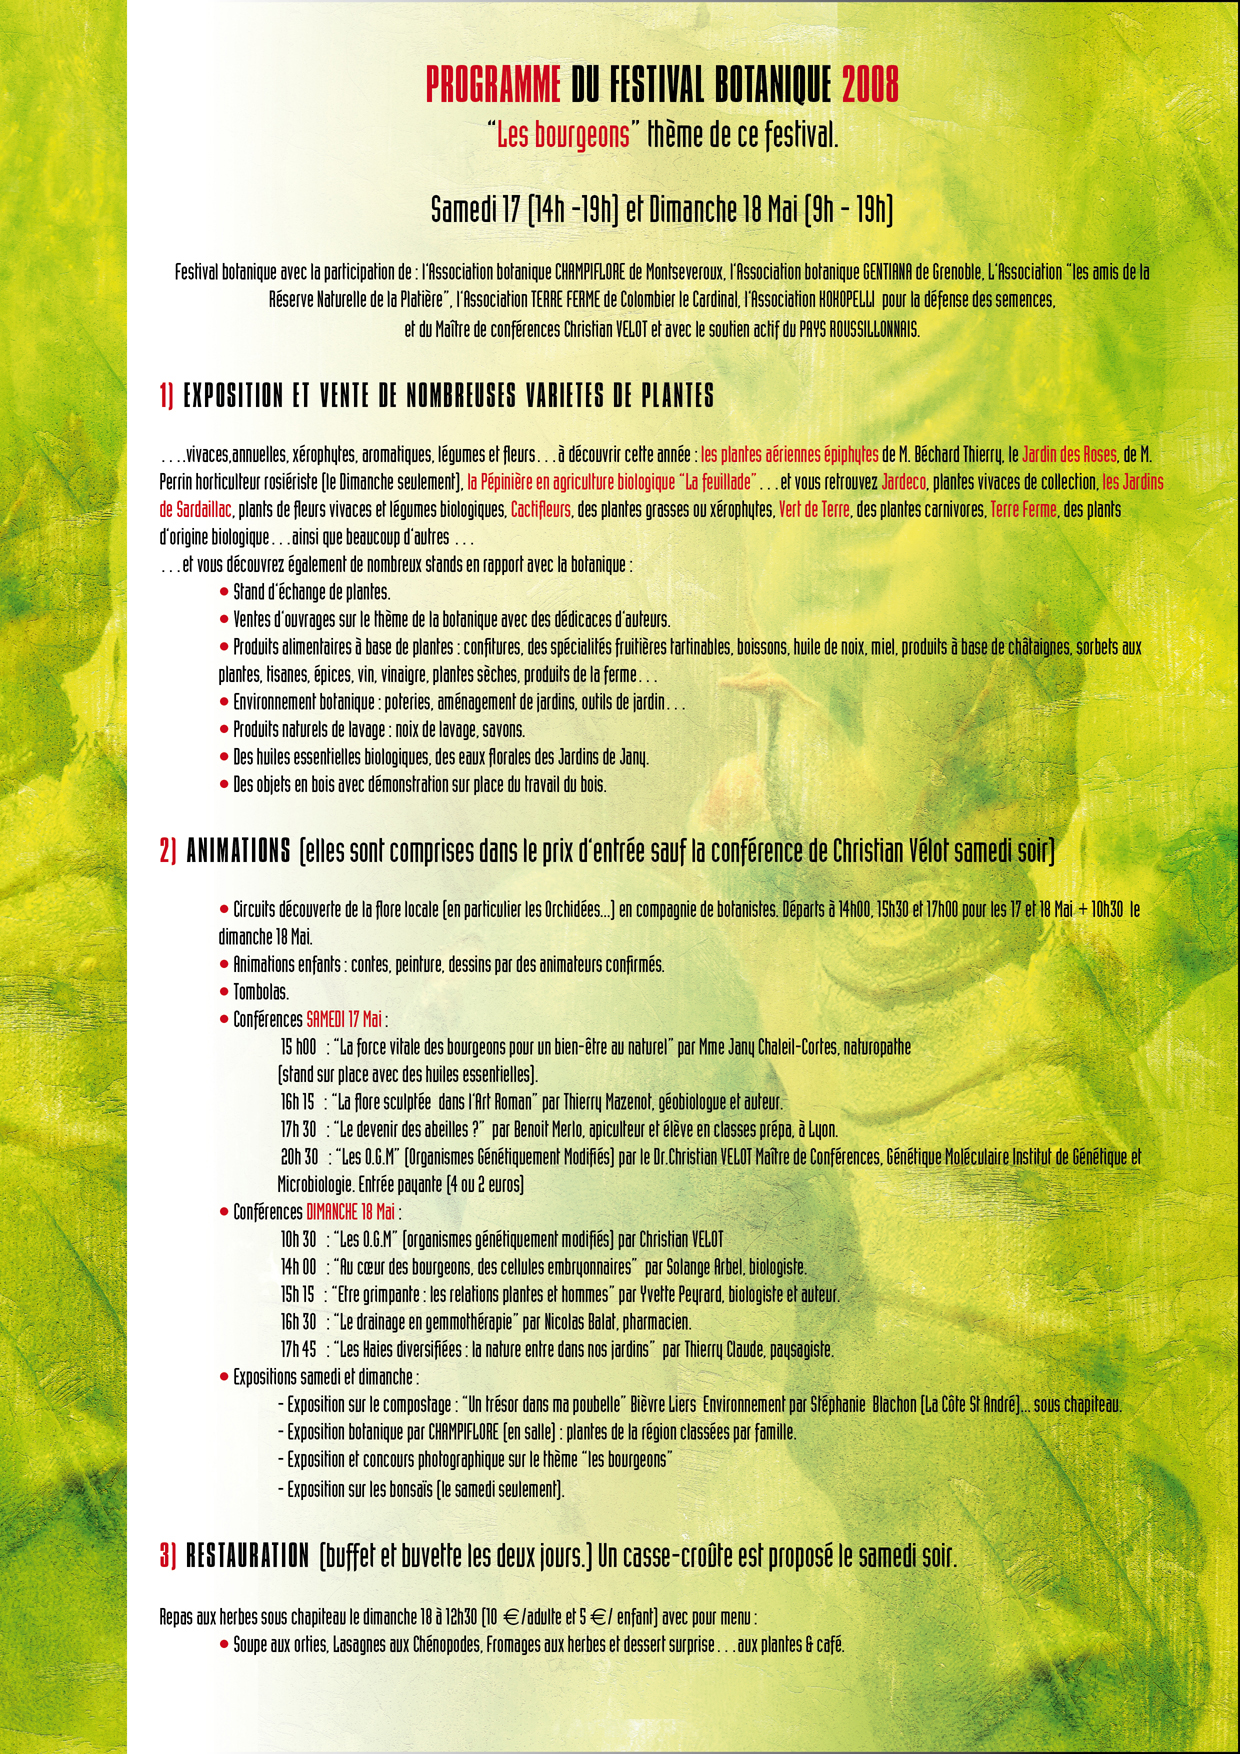 PROGRAMME DU FESTIVAL BOTANIQUE 2008
“Les bourgeons” thème de ce festival.
Samedi 17 (14h -19h) et Dimanche 18 Mai (9h - 19h)
Festival botanique avec la participation de : l'Association botanique CHAMPIFLORE de Montseveroux, l'Association botanique GENTIANA de Grenoble, L'Association “les amis de la
Réserve Naturelle de la Platière”, l'Association TERRE FERME de Colombier le Cardinal, l'Association KOKOPELLI pour la défense des semences,
et du Maître de conférences Christian VELOT et avec le soutien actif du PAYS ROUSSILLONNAIS.
1) EXPOSITION ET VENTE DE NOMBREUSES VARIETES DE PLANTES
. . . .vivaces,annuelles, xérophytes, aromatiques, légumes et fleurs . . . à découvrir cette année : les plantes aériennes épiphytes de M. Béchard Thierry, le Jardin des Roses, de M.
Perrin horticulteur rosiériste (le Dimanche seulement), la Pépinière en agriculture biologique “La feuillade” . . . et vous retrouvez Jardeco, plantes vivaces de collection, les Jardins
de Sardaillac, plants de fleurs vivaces et légumes biologiques, Cactifleurs, des plantes grasses ou xérophytes, Vert de Terre, des plantes carnivores, Terre Ferme, des plants
d'origine biologique . . . ainsi que beaucoup d'autres . . .
. . . et vous découvrez également de nombreux stands en rapport avec la botanique :
• Stand d'échange de plantes.
• Ventes d'ouvrages sur le thème de la botanique avec des dédicaces d'auteurs.
• Produits alimentaires à base de plantes : confitures, des spécialités fruitières tartinables, boissons, huile de noix, miel, produits à base de châtaignes, sorbets aux
plantes, tisanes, épices, vin, vinaigre, plantes sèches, produits de la ferme . . .
• Environnement botanique : poteries, aménagement de jardins, outils de jardin . . .
• Produits naturels de lavage : noix de lavage, savons.
• Des huiles essentielles biologiques, des eaux florales des Jardins de Jany.
• Des objets en bois avec démonstration sur place du travail du bois.
2) ANIMATIONS (elles sont comprises dans le prix d'entrée sauf la conférence de Christian Vélot samedi soir)
• Circuits découverte de la flore locale (en particulier les Orchidées...) en compagnie de botanistes. Départs à 14h00, 15h30 et 17h00 pour les 17 et 18 Mai + 10h30 le
dimanche 18 Mai.
• Animations enfants : contes, peinture, dessins par des animateurs confirmés.
• Tombolas.
• Conférences SAMEDI 17 Mai :
15 h00 : “La force vitale des bourgeons pour un bien-être au naturel” par Mme Jany Chaleil-Cortes, naturopathe
(stand sur place avec des huiles essentielles).
16h 15 : “La flore sculptée dans l'Art Roman” par Thierry Mazenot, géobiologue et auteur.
17h 30 : “Le devenir des abeilles ?” par Benoit Merlo, apiculteur et élève en classes prépa, à Lyon.
20h 30 : “Les O.G.M” (Organismes Génétiquement Modifiés) par le Dr.Christian VELOT Maître de Conférences, Génétique Moléculaire Institut de Génétique et
Microbiologie. Entrée payante (4 ou 2 euros)
• Conférences DIMANCHE 18 Mai :
10h 30 : “Les O.G.M” (organismes génétiquement modifiés) par Christian VELOT
14h 00 : “Au cœur des bourgeons, des cellules embryonnaires” par Solange Arbel, biologiste.
15h 15 : “Etre grimpante : les relations plantes et hommes” par Yvette Peyrard, biologiste et auteur.
16h 30 : “Le drainage en gemmothérapie” par Nicolas Balat, pharmacien.
17h 45 : “Les Haies diversifiées : la nature entre dans nos jardins” par Thierry Claude, paysagiste.
• Expositions samedi et dimanche :
- Exposition sur le compostage : “Un trésor dans ma poubelle” Bièvre Liers Environnement par Stéphanie Blachon (La Côte St André)... sous chapiteau.
- Exposition botanique par CHAMPIFLORE (en salle) : plantes de la région classées par famille.
- Exposition et concours photographique sur le thème “les bourgeons”
- Exposition sur les bonsaïs (le samedi seulement).
3) RESTAURATION (buffet et buvette les deux jours.) Un casse-croûte est proposé le samedi soir.
Repas aux herbes sous chapiteau le dimanche 18 à 12h30 (10 €/adulte et 5 €/ enfant) avec pour menu :
• Soupe aux orties, Lasagnes aux Chénopodes, Fromages aux herbes et dessert surprise . . . aux plantes & café.